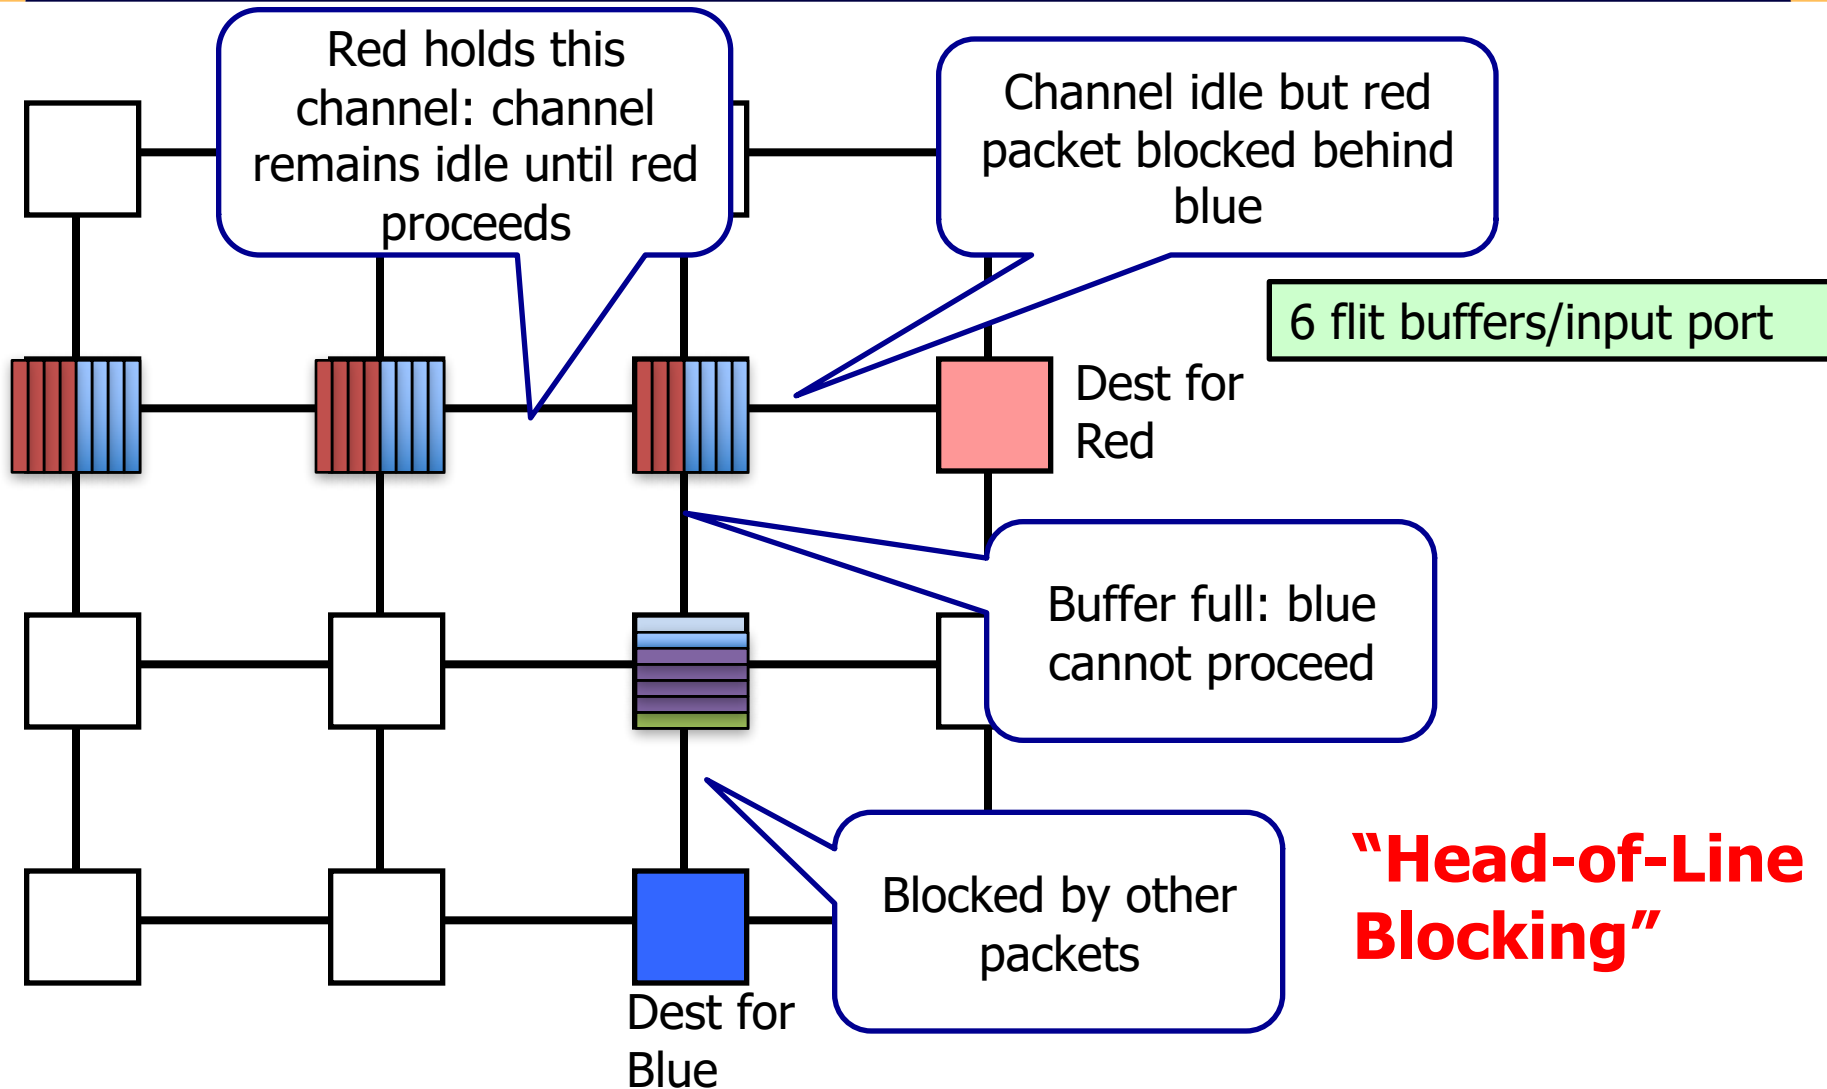 Red holds this
channel: channel
remains idle until red
proceeds
Channel idle but red
packet blocked behind
blue
6 flit buffers/input port
Dest for
Red
Buffer full: blue
cannot proceed
Blocked by other
packets
“Head-of-Line
Blocking”
Dest for
Blue